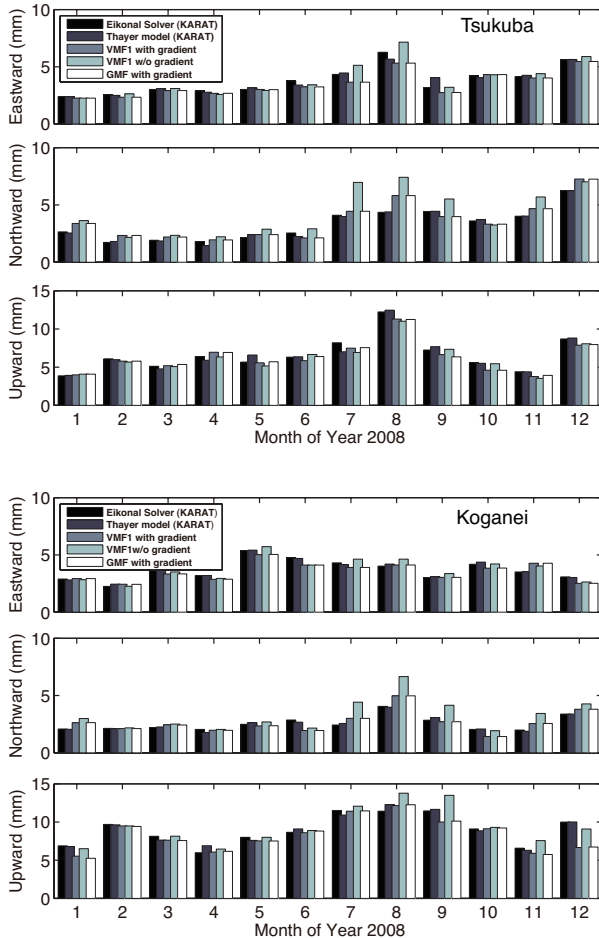 10
Eikonal Solver (KARAT)
Thayer model (KARAT)
VMF1 with gradient
VMF1 w/o gradient
GMF with gradient
Tsukuba
5
0
Eastward (mm)
10
5
0
Northward (mm)
15
10
5
0
Upward (mm)
1 2 3 4 5 6 7 8 9 10 11 12
Month of Year 2008
10
Eikonal Solver (KARAT)
Thayer model (KARAT)
VMF1 with gradient
VMF1w/o gradient
GMF with gradient
Koganei
5
0
Eastward (mm)
10
5
0
Northward (mm)
15
10
5
0
Upward (mm)
1 2 3 4 5 6 7 8 9 10 11 12
Month of Year 2008